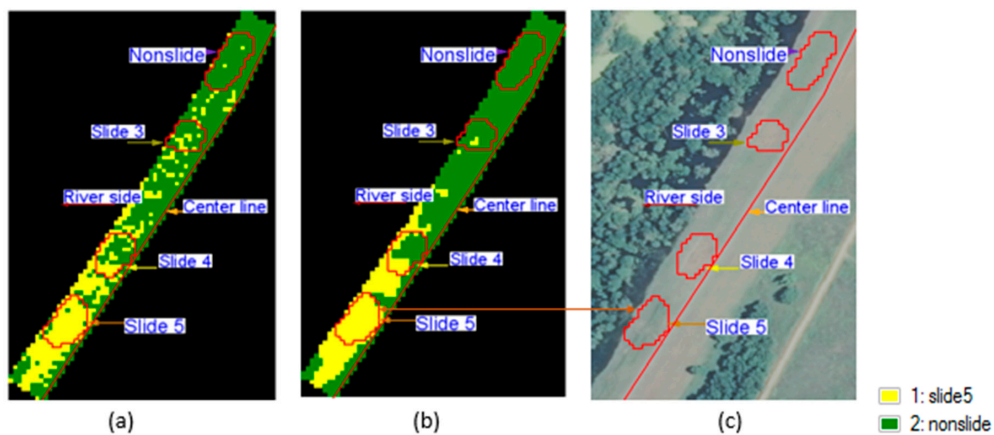 Nonslide
Slide 3
River side
Center line
Slide 4
Slide 5
(a)
Nonslide
Slide 3
River side
Center line
Slide 4
Slide 5
(b)
Nonslide
Slide 3
River side
Center line
Slide 4
Slide 5
(c)
1: slide5
2: nonslide